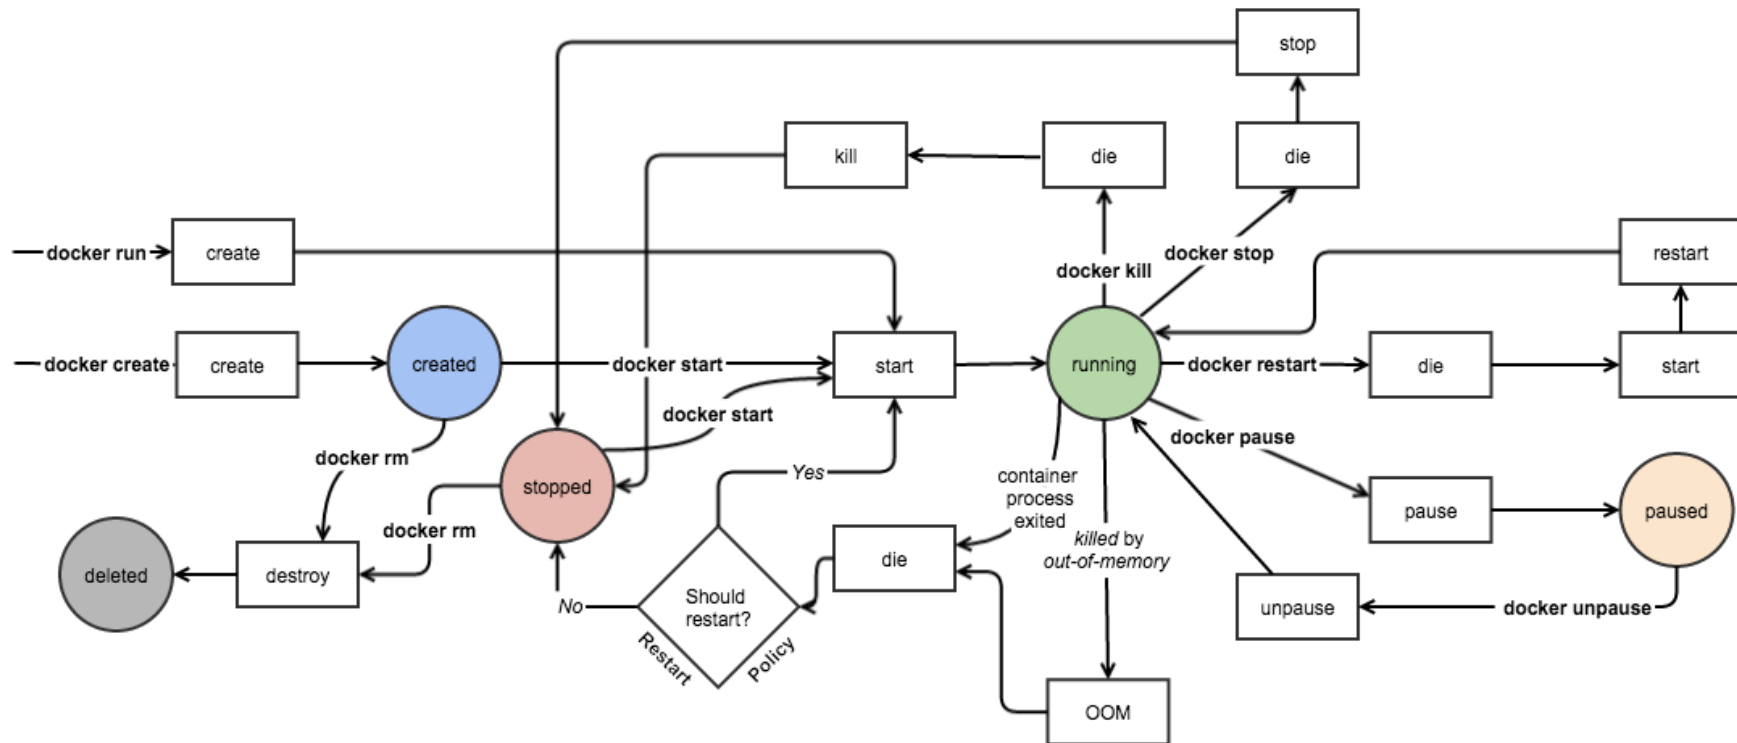 stop
kill
die
die
docker run
create
docker kill
docker stop
restart
docker create
create
created
docker start
start
running
docker restart
die
start
docker start
docker pause
docker rm
stopped
Yes
container
process
exited
pause
paused
docker rm
killed by
out-of-memory
deleted
destroy
die
No
Should
restart?
Restart
Policy
unpause
docker unpause
OOM